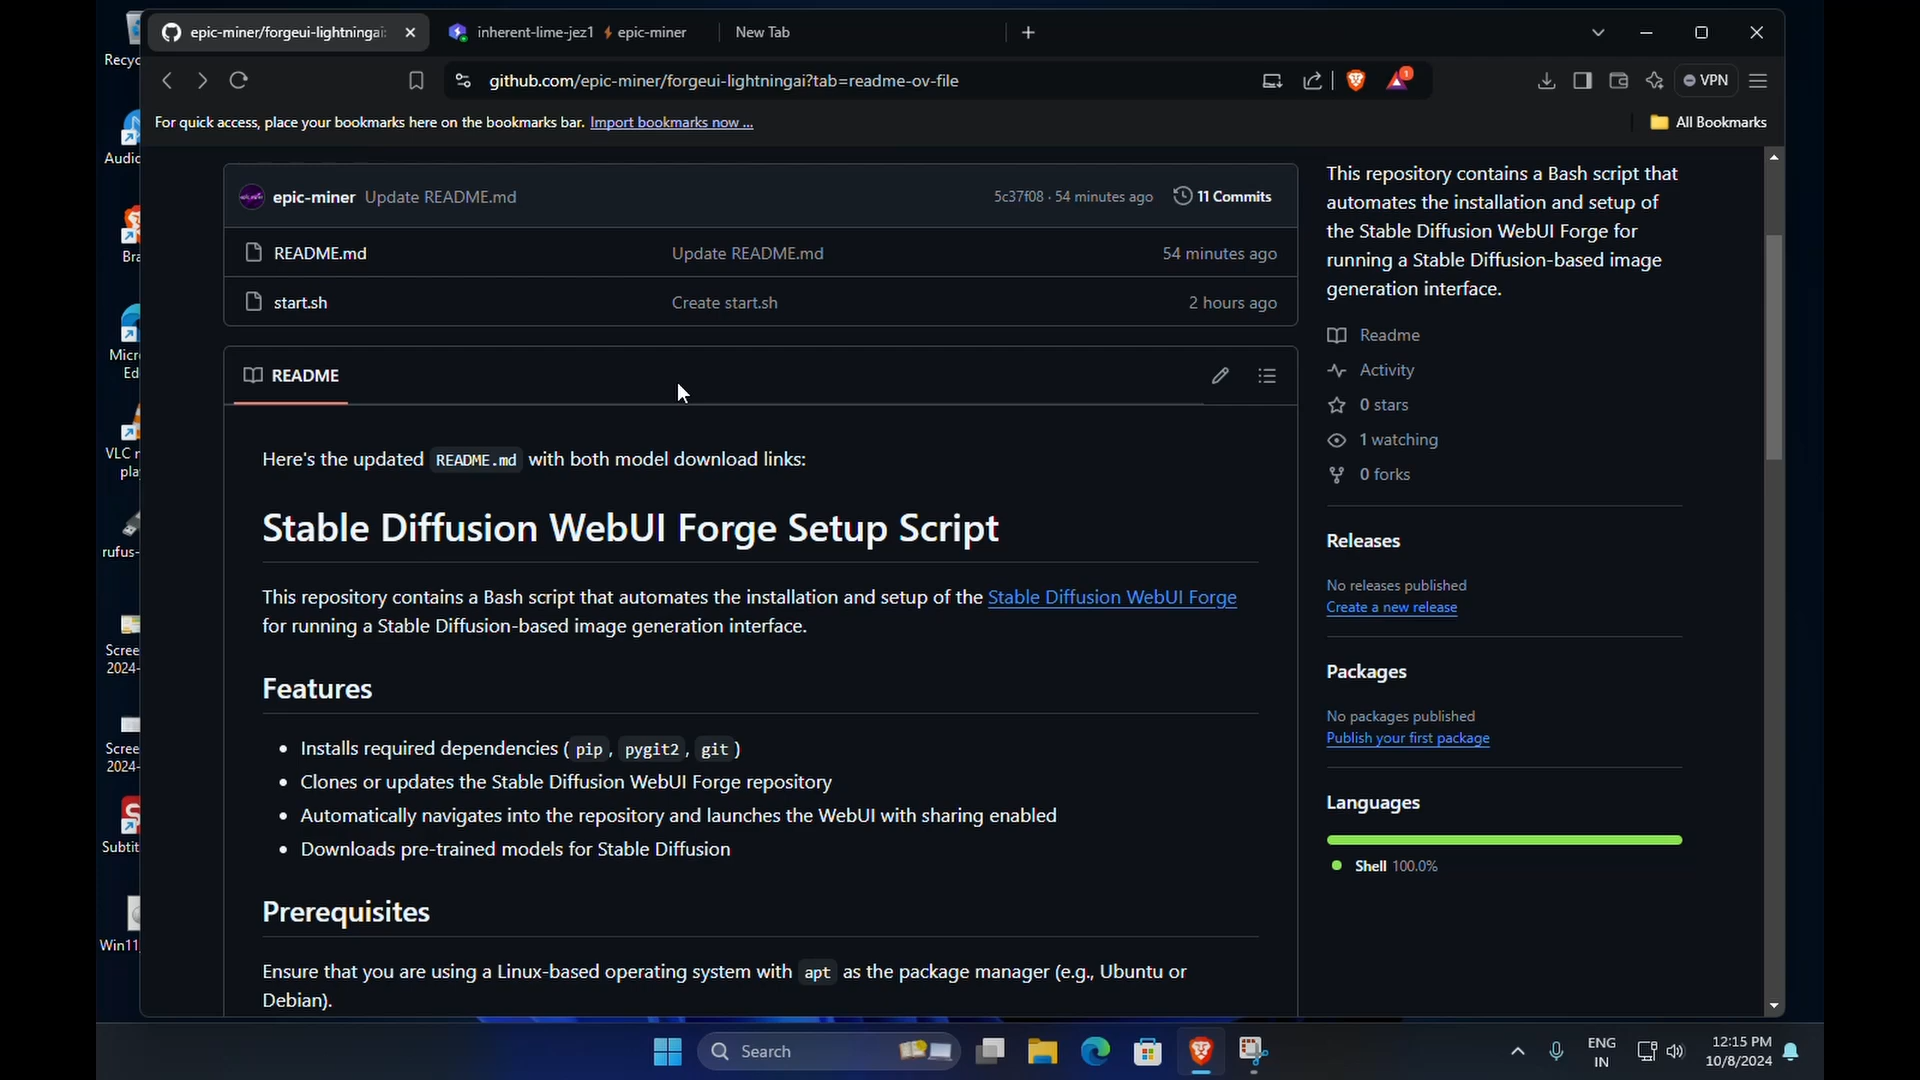 epic-miner/forgeui-lightningai:
inherent-lime-jez1 epic-miner
New Tab
github.com/epic-miner/forgeui-lightningai?tab=readme-ov-file
1
VPN
For quick access, place your bookmarks here on the bookmarks bar. Import bookmarks now ...
All Bookmarks
Recyc
Audic
Bra
Micr
Ed
VLC m
pla
rufus-
Scree
2024-
Scree
2024-
Subtit
Win11
epic-miner Update README.md
5c37f08 · 54 minutes ago
11 Commits
README.md
Update README.md
54 minutes ago
start.sh
Create start.sh
2 hours ago
README
Here's the updated README.md with both model download links:
Stable Diffusion WebUI Forge Setup Script
This repository contains a Bash script that automates the installation and setup of the Stable Diffusion WebUI Forge
for running a Stable Diffusion-based image generation interface.
Features
• Installs required dependencies ( pip , pygit2 , git )
• Clones or updates the Stable Diffusion WebUI Forge repository
• Automatically navigates into the repository and launches the WebUI with sharing enabled
• Downloads pre-trained models for Stable Diffusion
Prerequisites
Ensure that you are using a Linux-based operating system with apt as the package manager (e.g., Ubuntu or
Debian).
This repository contains a Bash script that
automates the installation and setup of
the Stable Diffusion WebUI Forge for
running a Stable Diffusion-based image
generation interface.
Readme
Activity
0 stars
1 watching
0 forks
Releases
No releases published
Create a new release
Packages
No packages published
Publish your first package
Languages
Shell 100.0%
Search
ENG
IN
12:15 PM
10/8/2024